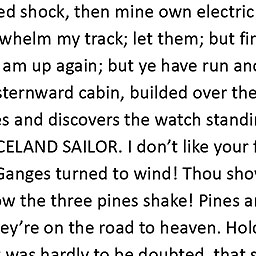 ed shock, then mine own electric
whelm my track; let them; but fir
am up again; but ye have run and
sternward cabin, builded over the
es and discovers the watch standi
CELAND SAILOR. I don't like your f
Ganges turned to wind! Thou shov
ow the three pines shake! Pines a
ey're on the road to heaven. Hold
was hardly to be doubted, that s